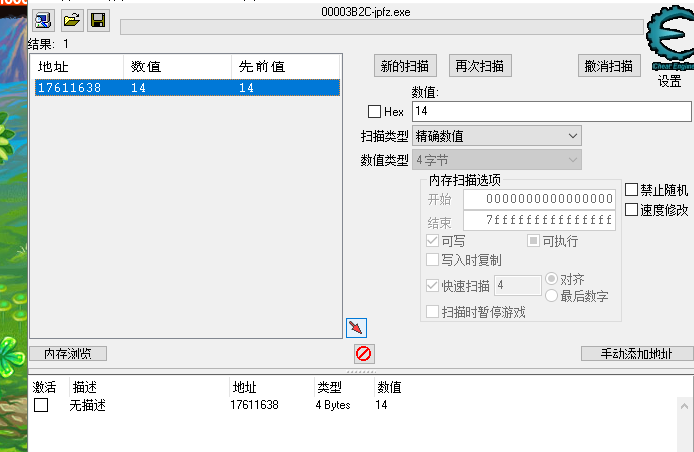 00003B2C-jpfz.exe
结果: 1
地址 数值 先前值
17611638 14 14
新的扫描 再次扫描 撤消扫描
Cheat Engine
设置
数值:
Hex 14
扫描类型 精确数值
数值类型 4 字节
内存扫描选项
开始 0000000000000000
结束 7fffffffffffffff
可写 可执行
写入时复制
快速扫描 4 对齐
最后数字
扫描时暂停游戏
禁止随机
速度修改
内存浏览 手动添加地址
激活 描述 地址 类型 数值
无描述 17611638 4 Bytes 14